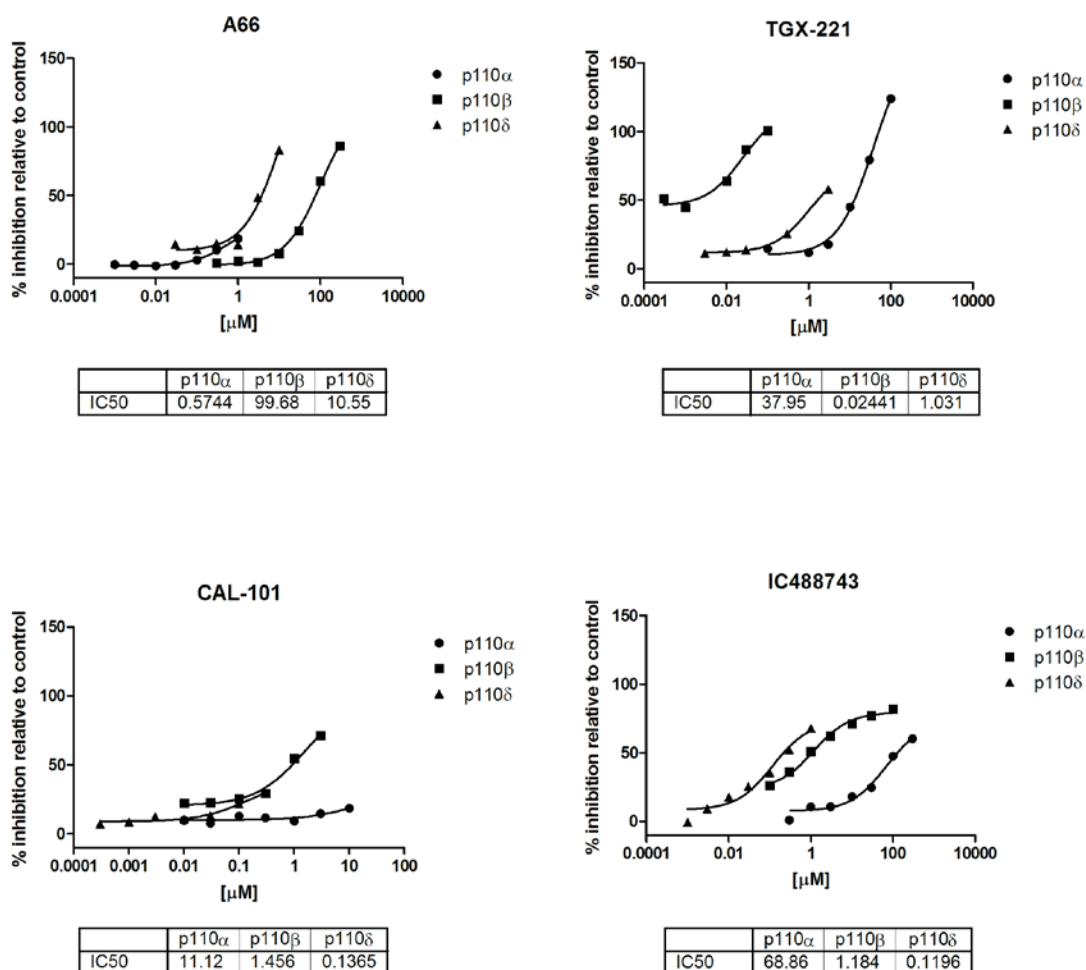 A66
% inhibition relative to control
150
100
50
0
0.0001
0.01
1
100
10000
[μM]
p110α
p110β
p110δ
p110α p110β p110δ
IC50 0.5744 99.68 10.55
TGX-221
% inhibiton relative to control
150
100
50
0
0.0001
0.01
1
100
10000
[μM]
p110α
p110β
p110δ
p110α p110β p110δ
IC50 37.95 0.02441 1.031
CAL-101
% inhibition relative to control
150
100
50
0
0.0001
0.001
0.01
0.1
1
10
100
[μM]
p110α
p110β
p110δ
p110α p110β p110δ
IC50 11.12 1.456 0.1365
IC488743
% inhibition relative to control
150
100
50
0
0.0001
0.01
1
100
10000
[μM]
p110α
p110β
p110δ
p110α p110β p110δ
IC50 68.86 1.184 0.1196